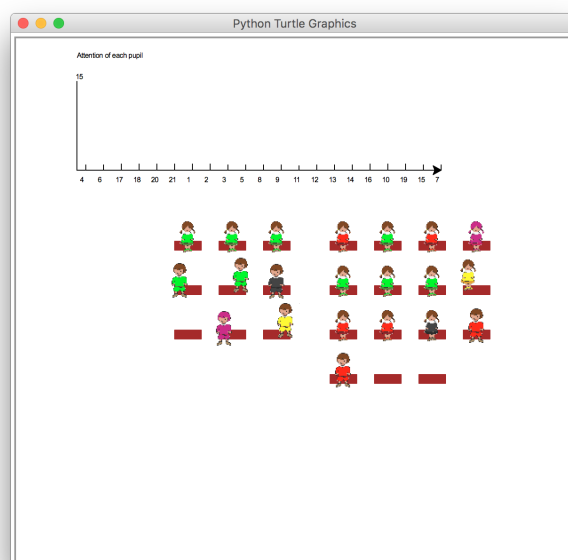 Python Turtle Graphics
Attention of each pupil
15
4 6 17 18 20 21 1 2 3 5 8 9 11 12 13 14 16 10 19 15 7